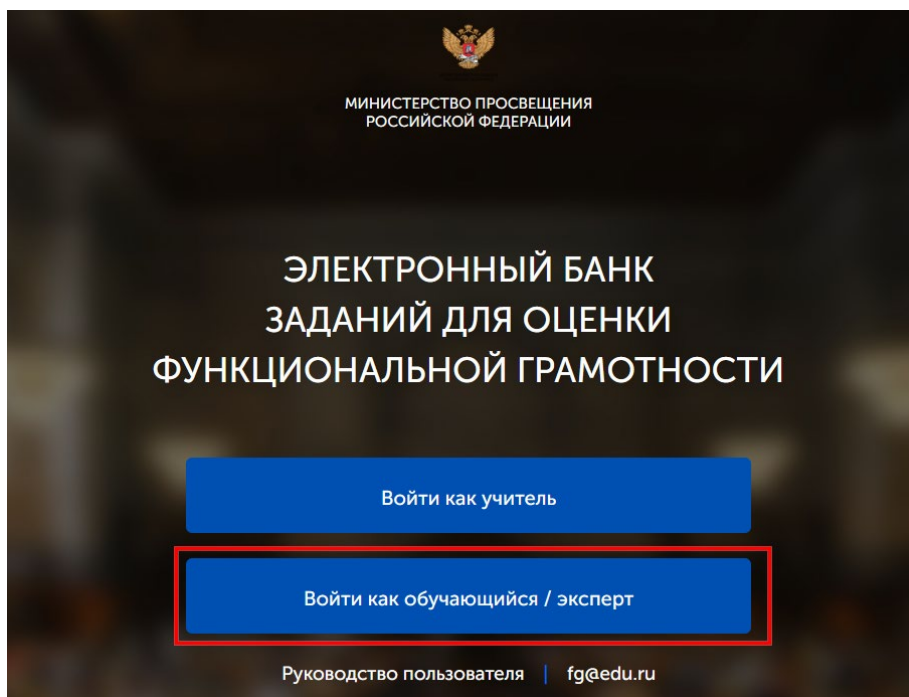 МИНИСТЕРСТВО ПРОСВЕЩЕНИЯ
РОССИЙСКОЙ ФЕДЕРАЦИИ
ЭЛЕКТРОННЫЙ БАНК
ЗАДАНИЙ ДЛЯ ОЦЕНКИ
ФУНКЦИОНАЛЬНОЙ ГРАМОТНОСТИ
Войти как учитель
Войти как обучающийся / эксперт
Руководство пользователя | fg@edu.ru